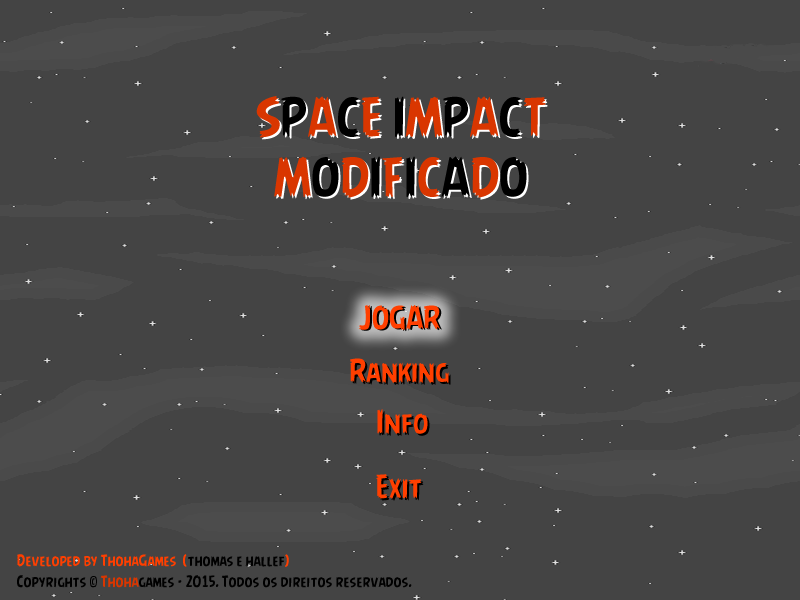 SPACE IMPACT
MODIFICADO
JOGAR
RANKING
INFO
EXIT
DEVELOPED BY THOHAGAMES (THOMAS E HALLEF)
COPYRIGHTS © THOHAGAMES - 2015. TODOS OS DIREITOS RESERVADOS.